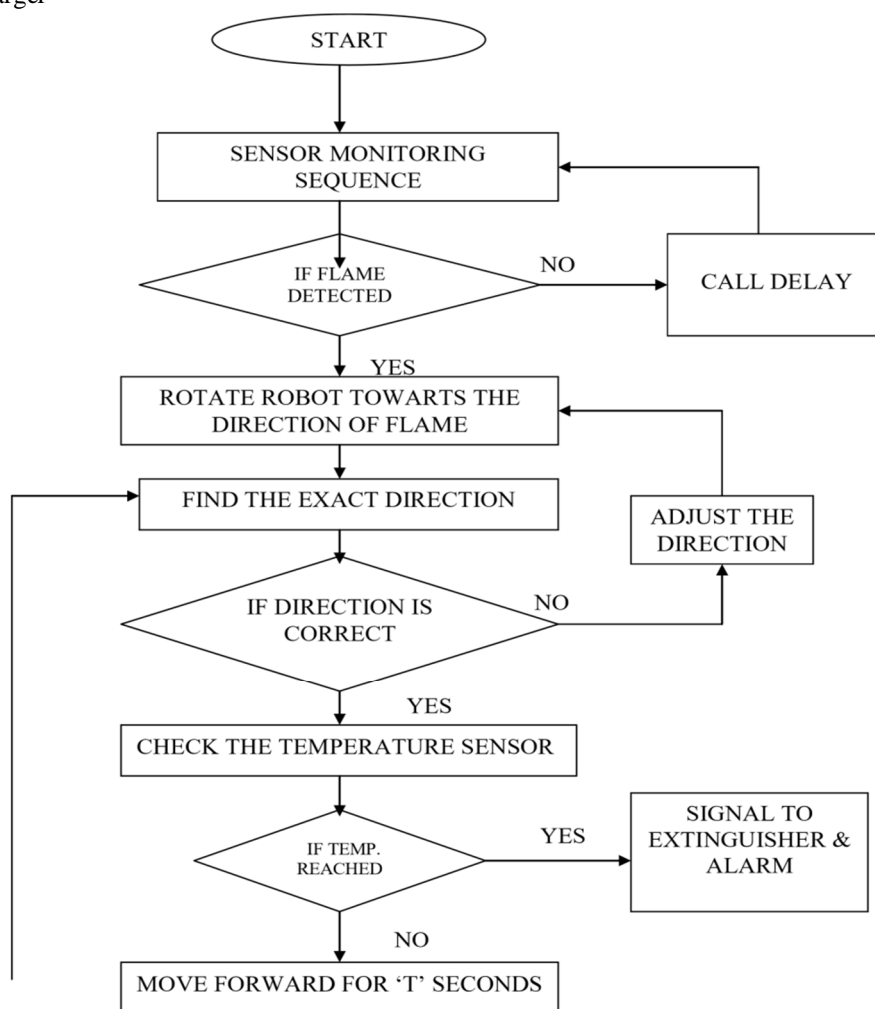 START
SENSOR MONITORING
SEQUENCE
IF FLAME
DETECTED
NO
CALL DELAY
YES
ROTATE ROBOT TOWARTS THE
DIRECTION OF FLAME
FIND THE EXACT DIRECTION
ADJUST THE
DIRECTION
IF DIRECTION IS
CORRECT
NO
YES
CHECK THE TEMPERATURE SENSOR
IF TEMP.
REACHED
YES
SIGNAL TO
EXTINGUISHER &
ALARM
NO
MOVE FORWARD FOR ‘T’ SECONDS